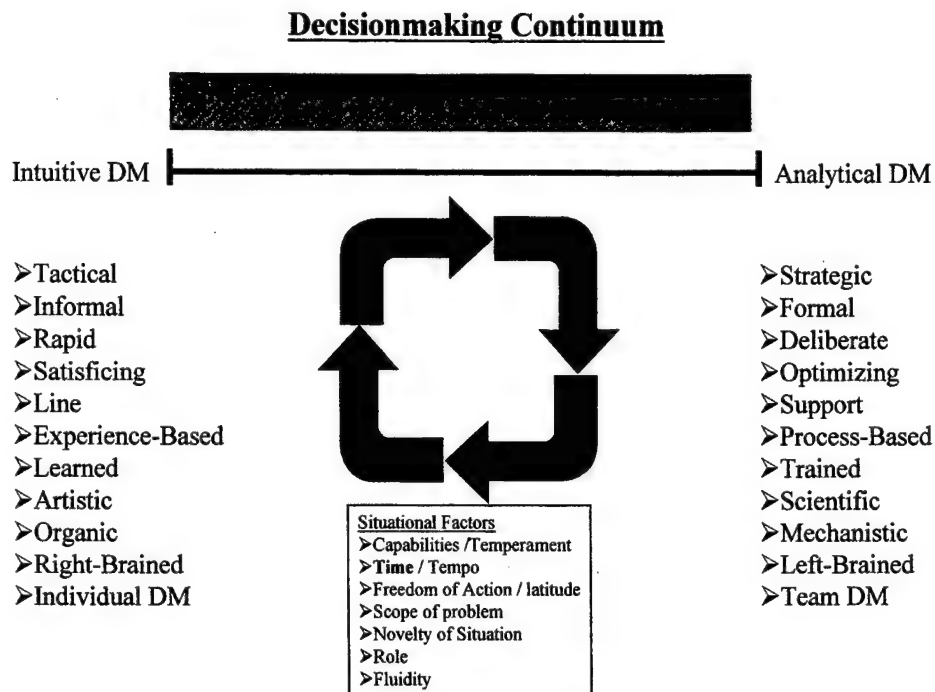 Decisionmaking Continuum
Intuitive DM
Analytical DM
➢Tactical
➢Informal
➢Rapid
➢Satisficing
➢Line
➢Experience-Based
➢Learned
➢Artistic
➢Organic
➢Right-Brained
➢Individual DM
➢Strategic
➢Formal
➢Deliberate
➢Optimizing
➢Support
➢Process-Based
➢Trained
➢Scientific
➢Mechanistic
➢Left-Brained
➢Team DM
Situational Factors
➢Capabilities /Temperament
➢Time / Tempo
➢Freedom of Action / latitude
➢Scope of problem
➢Novelty of Situation
➢Role
➢Fluidity